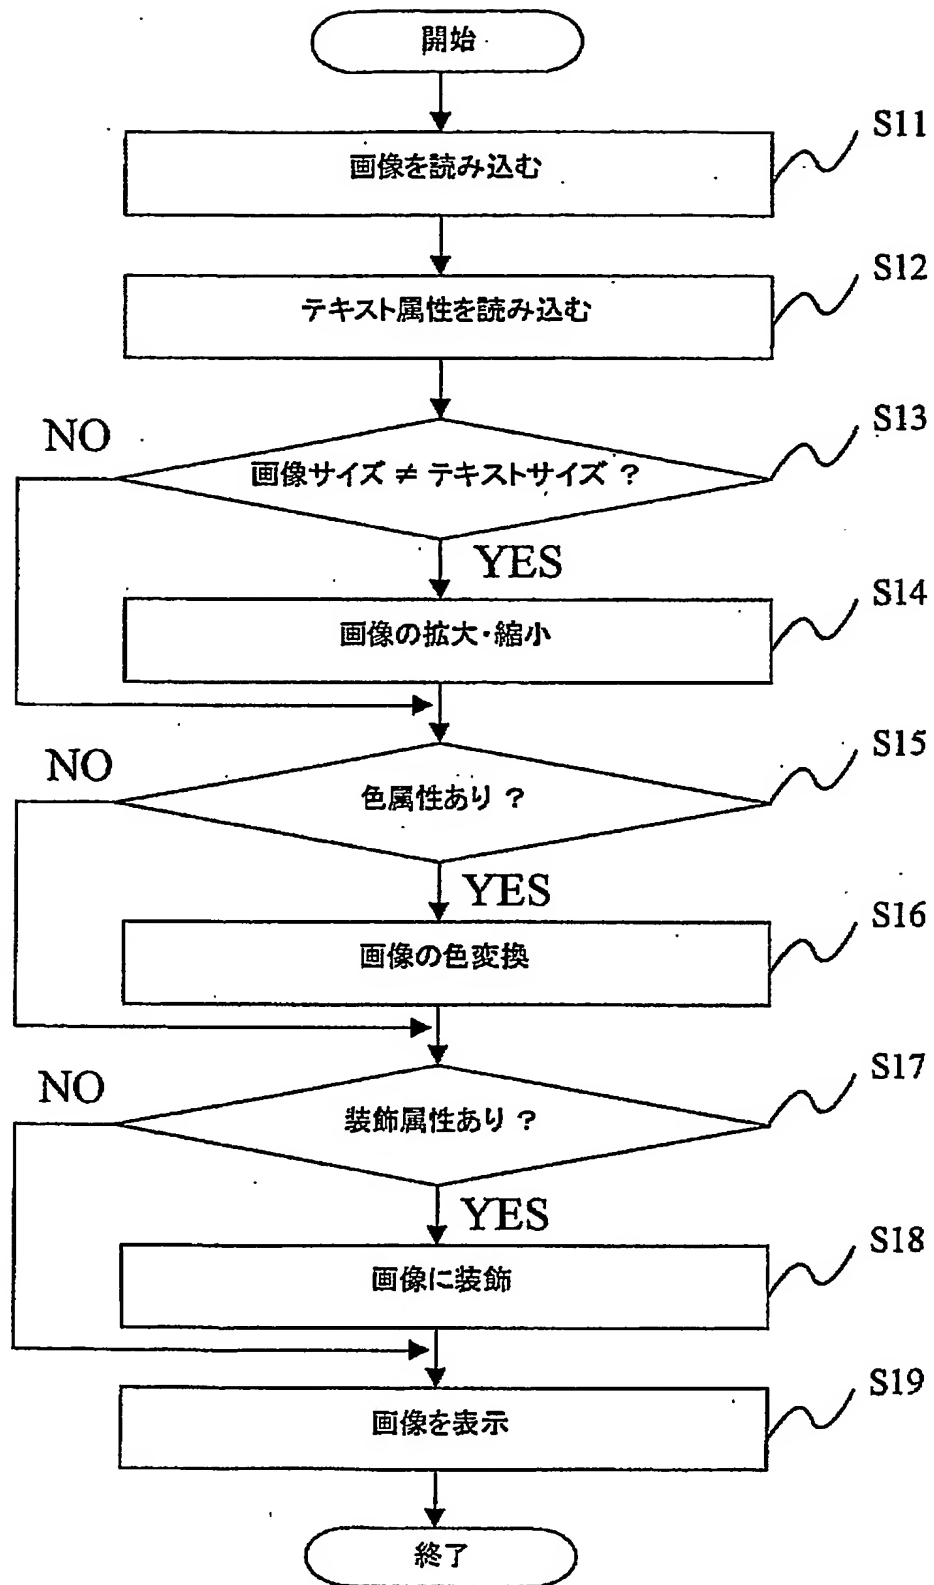 開始
S11
画像を読み込む
S12
テキスト属性を読み込む
S13
NO
画像サイズ ≠ テキストサイズ ?
YES
S14
画像の拡大・縮小
S15
NO
色属性あり ?
YES
S16
画像の色変換
S17
NO
装飾属性あり ?
YES
S18
画像に装飾
S19
画像を表示
終了